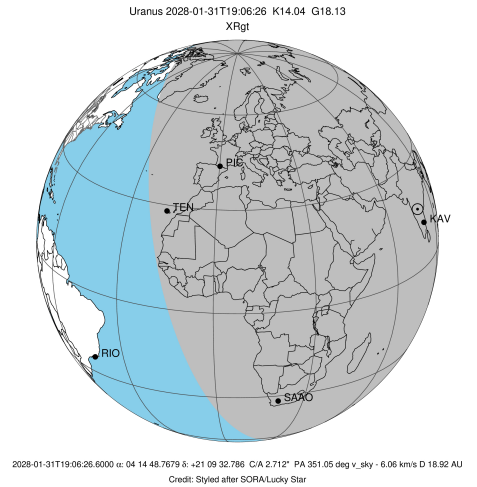 Uranus 2028-01-31T19:06:26 K14.04 G18.13
XRgt
PIC
TEN
KAV
RIO
SAAO
2028-01-31T19:06:26.6000 α: 04 14 48.7679 δ: +21 09 32.786 C/A 2.712" PA 351.05 deg v_sky - 6.06 km/s D 18.92 AU
Credit: Styled after SORA/Lucky Star